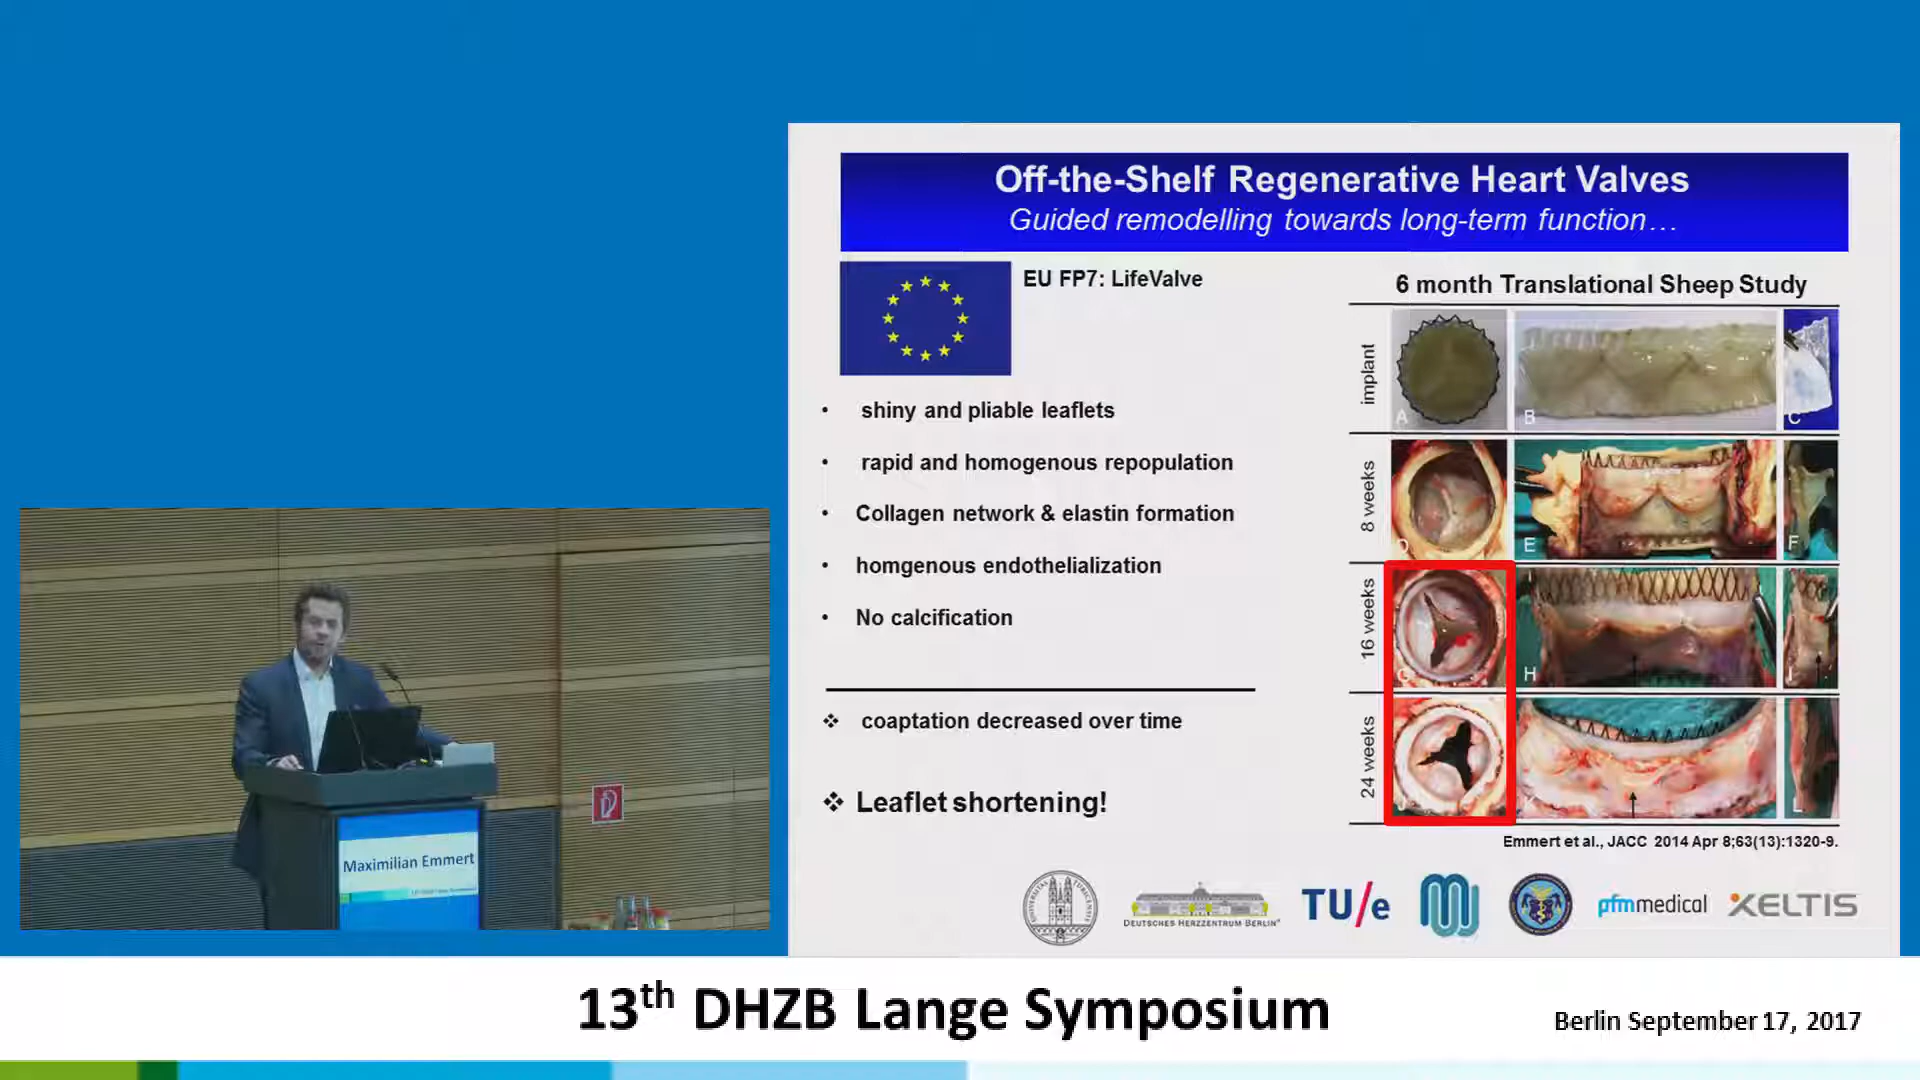 Off-the-Shelf Regenerative Heart Valves
Guided remodelling towards long-term function…
EU FP7: LifeValve
• shiny and pliable leaflets
• rapid and homogenous repopulation
• Collagen network & elastin formation
• homgenous endothelialization
• No calcification
❖ coaptation decreased over time
❖ Leaflet shortening!
6 month Translational Sheep Study
implant
A
B
C
8 weeks
D
E
F
16 weeks
G
H
24 weeks
J
K
L
Emmert et al., JACC 2014 Apr 8;63(13):1320-9.
DEUTSCHES HERZZENTRUM BERLIN
TU/e
pfmmedical
XELTIS
Maximilian Emmert
13th DHZB Lange Symposium
Berlin September 17, 2017